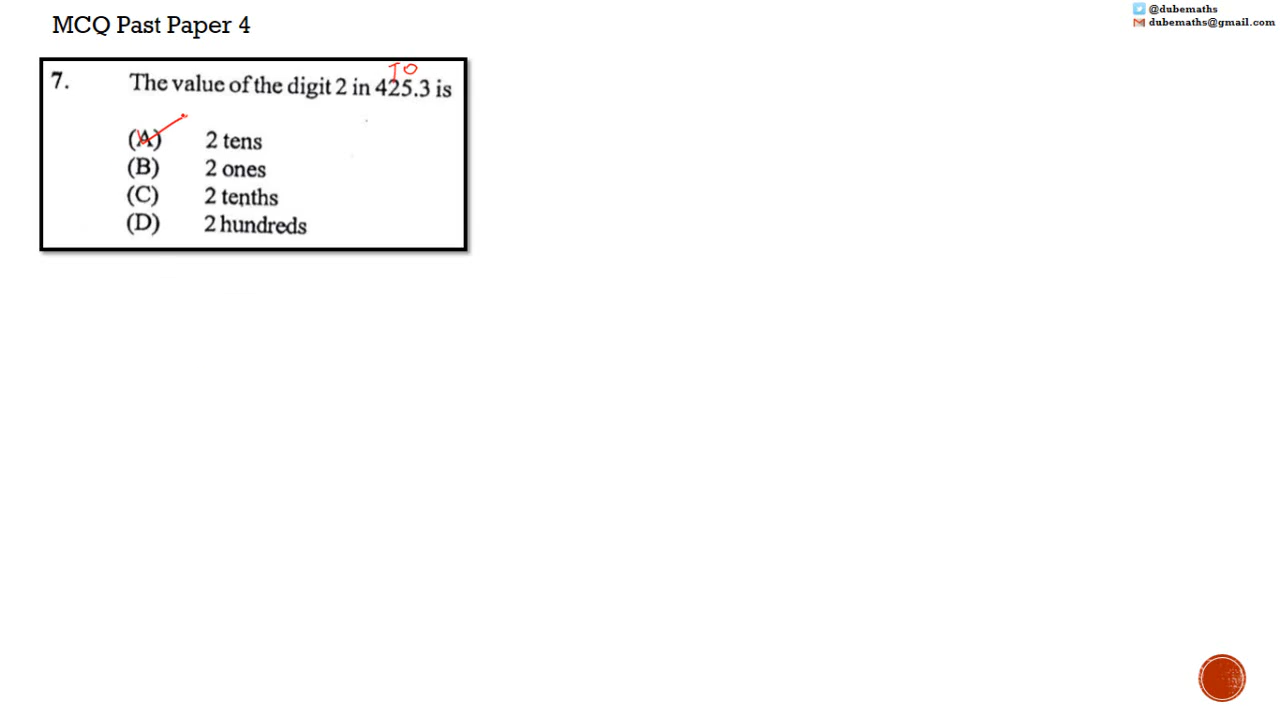 MCQ Past Paper 4
@dubemaths
dubemaths@gmail.com
T O
7. The value of the digit 2 in 425.3 is
(A) 2 tens
(B) 2 ones
(C) 2 tenths
(D) 2 hundreds